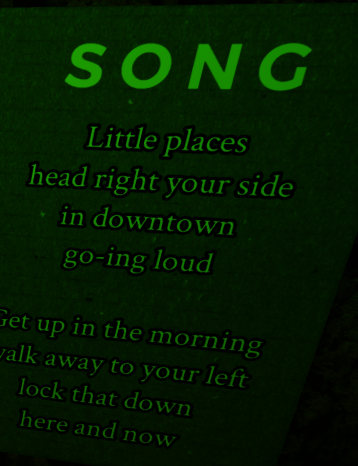 SONG
Little places
head right your side
in downtown
go-ing loud
Get up in the morning
walk away to your left
lock that down
here and now